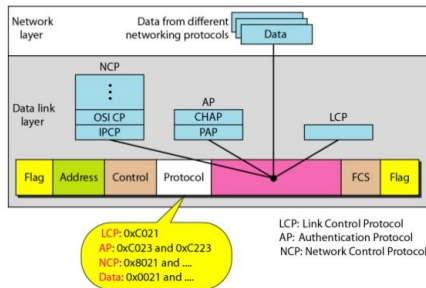 Network
layer
Data from different
networking protocols
Data
Data link
layer
NCP
OSI CP
IPCP
AP
CHAP
PAP
LCP
Flag
Address
Control
Protocol
FCS
Flag
LCP: 0xC021
AP: 0xC023 and 0xC223
NCP: 0x8021 and ....
Data: 0x0021 and ....
LCP: Link Control Protocol
AP: Authentication Protocol
NCP: Network Control Protocol